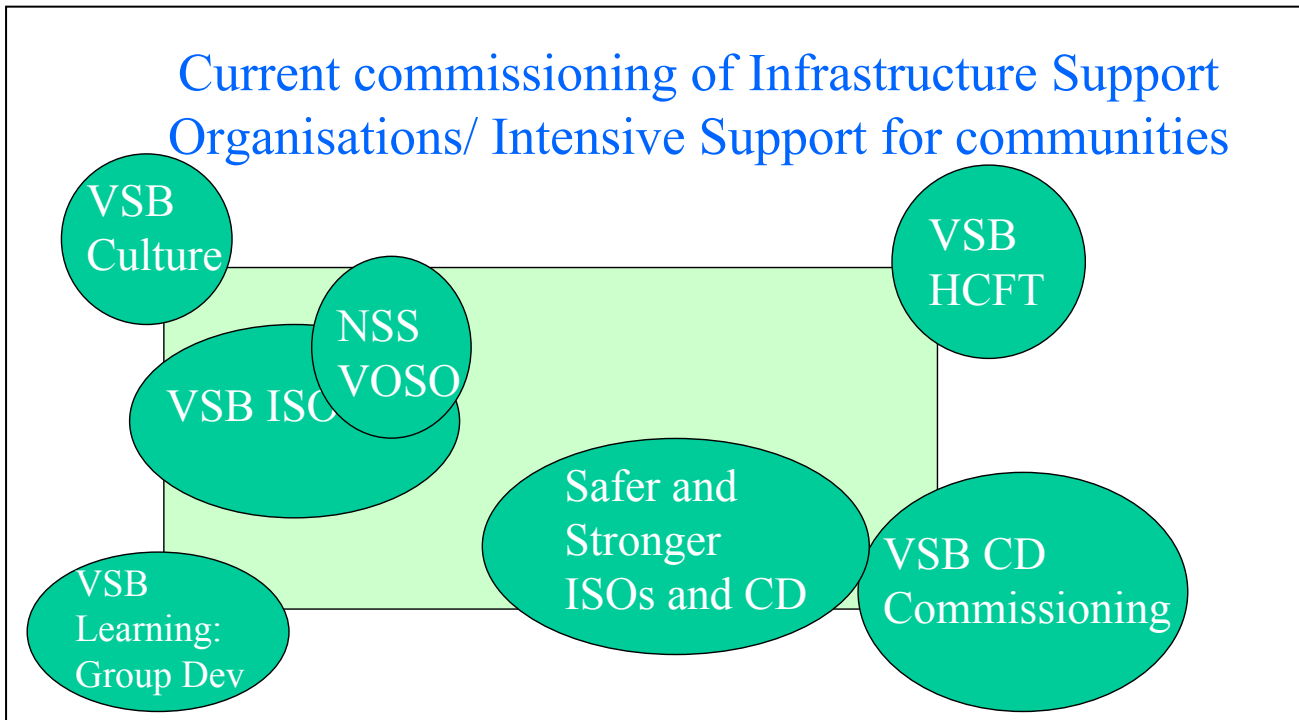 Current commissioning of Infrastructure Support
Organisations/ Intensive Support for communities
VSB
Culture
VSB
HCFT
NSS
VOSO
VSB ISO
Safer and
Stronger
ISOs and CD
VSB CD
Commissioning
VSB
Learning:
Group Dev